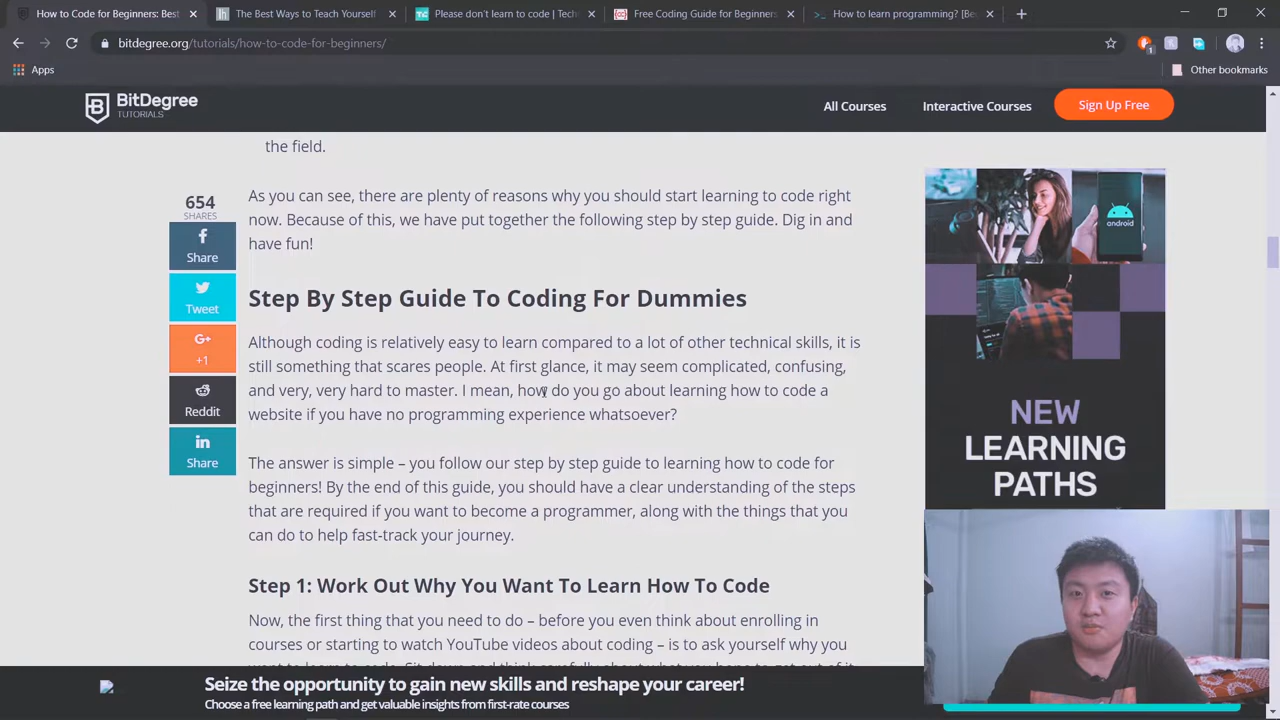 How to Code for Beginners: Best
The Best Ways to Teach Yourself
Please don't learn to code | Tech
Free Coding Guide for Beginners
How to learn programming? [Be
bitdegree.org/tutorials/how-to-code-for-beginners/
Apps
Other bookmarks
BitDegree
TUTORIALS
All Courses
Interactive Courses
Sign Up Free
the field.
As you can see, there are plenty of reasons why you should start learning to code right
now. Because of this, we have put together the following step by step guide. Dig in and
have fun!
654
SHARES
Share
Tweet
+1
Reddit
Share
Step By Step Guide To Coding For Dummies
Although coding is relatively easy to learn compared to a lot of other technical skills, it is
still something that scares people. At first glance, it may seem complicated, confusing,
and very, very hard to master. I mean, how do you go about learning how to code a
website if you have no programming experience whatsoever?
The answer is simple – you follow our step by step guide to learning how to code for
beginners! By the end of this guide, you should have a clear understanding of the steps
that are required if you want to become a programmer, along with the things that you
can do to help fast-track your journey.
Step 1: Work Out Why You Want To Learn How To Code
Now, the first thing that you need to do – before you even think about enrolling in
courses or starting to watch YouTube videos about coding – is to ask yourself why you
android
NEW
LEARNING
PATHS
Seize the opportunity to gain new skills and reshape your career!
Choose a free learning path and get valuable insights from first-rate courses